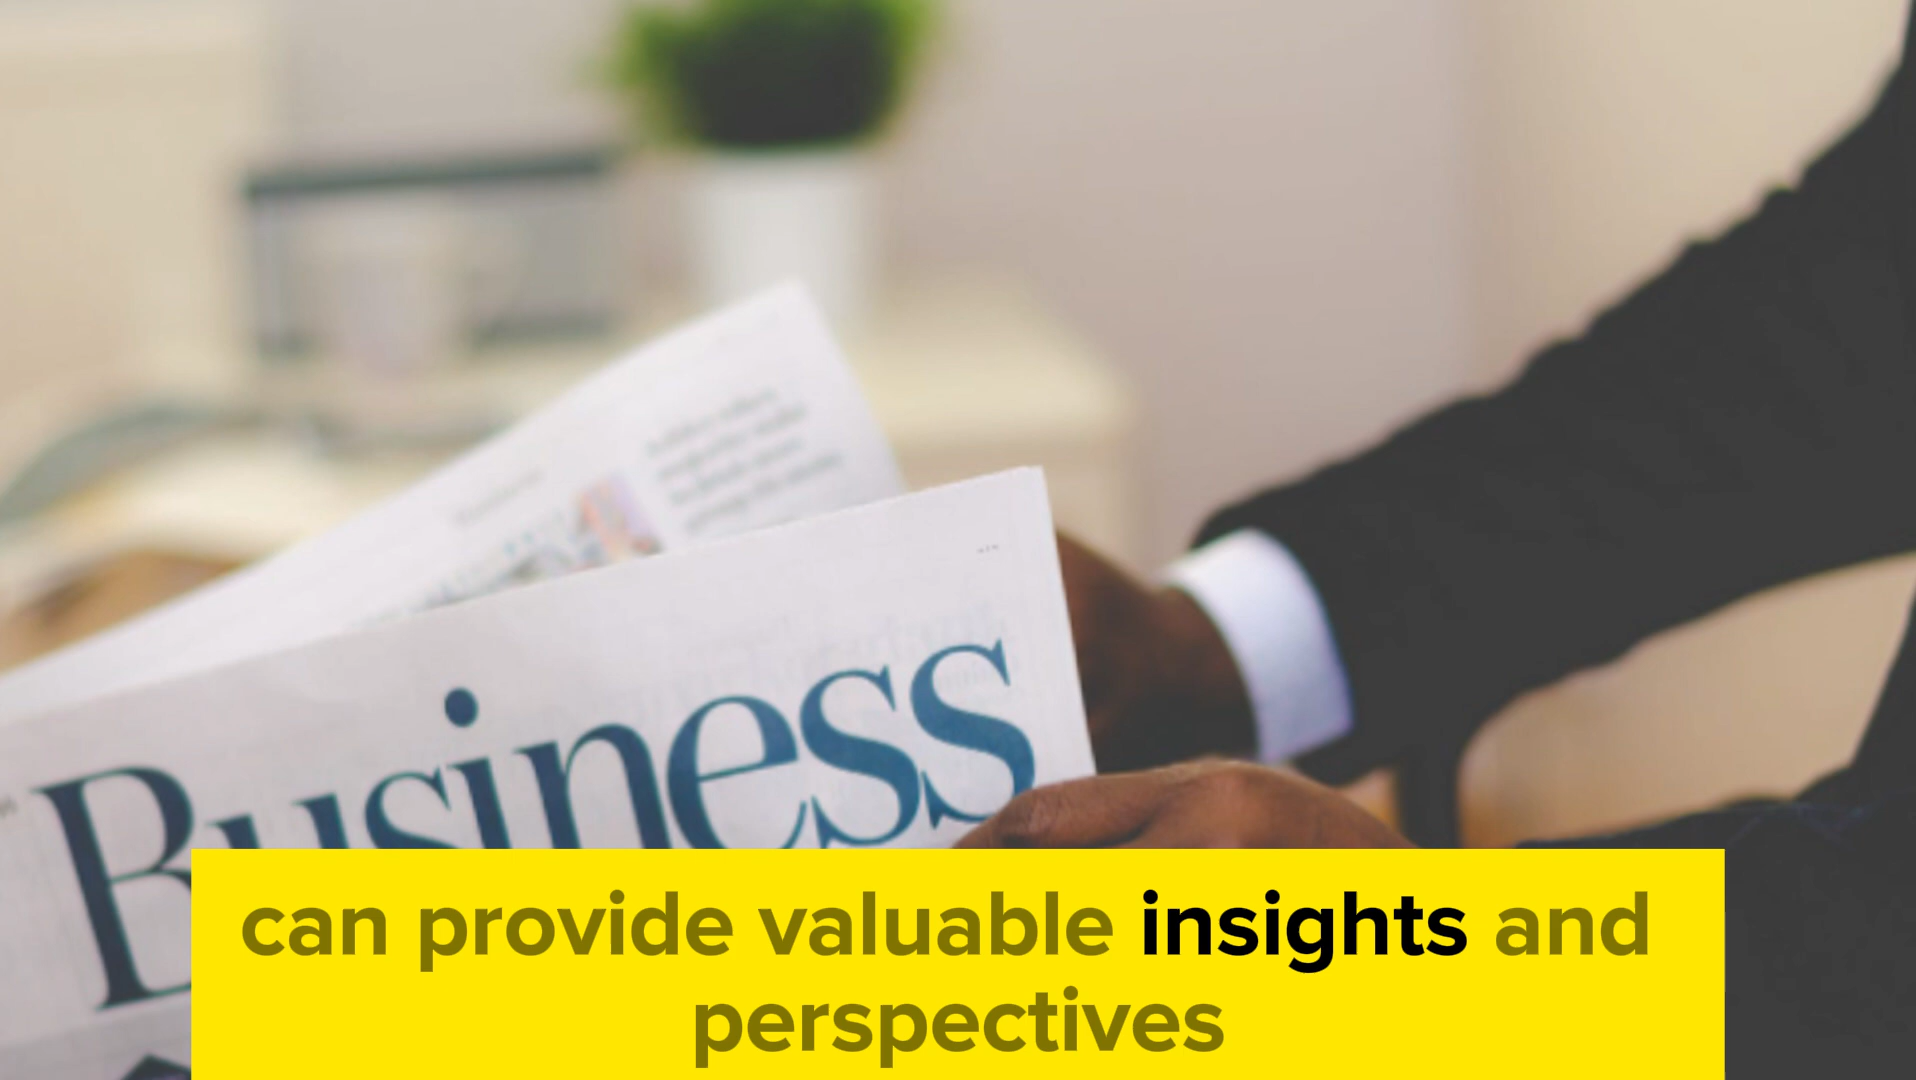 Business
can provide valuable insights and
perspectives